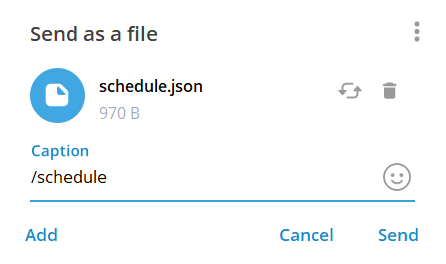 Send as a file
schedule.json
970 B
Caption
/schedule
Add
Cancel
Send